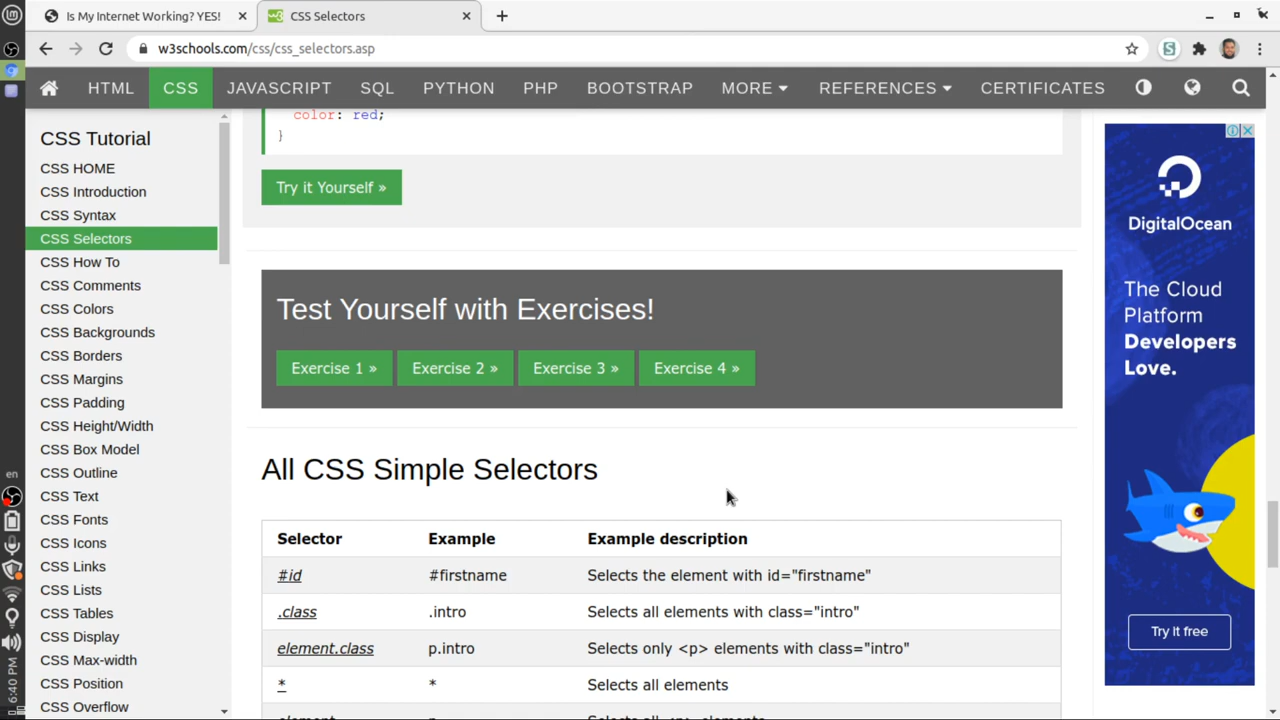 Is My Internet Working? YES!
CSS Selectors
w3schools.com/css/css_selectors.asp
HTML CSS JAVASCRIPT SQL PYTHON PHP BOOTSTRAP MORE REFERENCES CERTIFICATES
CSS Tutorial
CSS HOME
CSS Introduction
CSS Syntax
CSS Selectors
CSS How To
CSS Comments
CSS Colors
CSS Backgrounds
CSS Borders
CSS Margins
CSS Padding
CSS Height/Width
CSS Box Model
CSS Outline
CSS Text
CSS Fonts
CSS Icons
CSS Links
CSS Lists
CSS Tables
CSS Display
CSS Max-width
CSS Position
CSS Overflow
color: red;
}
Try it Yourself »
Test Yourself with Exercises!
Exercise 1 » Exercise 2 » Exercise 3 » Exercise 4 »
All CSS Simple Selectors
Selector Example Example description
#id #firstname Selects the element with id="firstname"
.class .intro Selects all elements with class="intro"
element.class p.intro Selects only <p> elements with class="intro"
* * Selects all elements
element p Selects all <p> elements
DigitalOcean
The Cloud
Platform
Developers
Love.
Try it free
en
6:40 PM